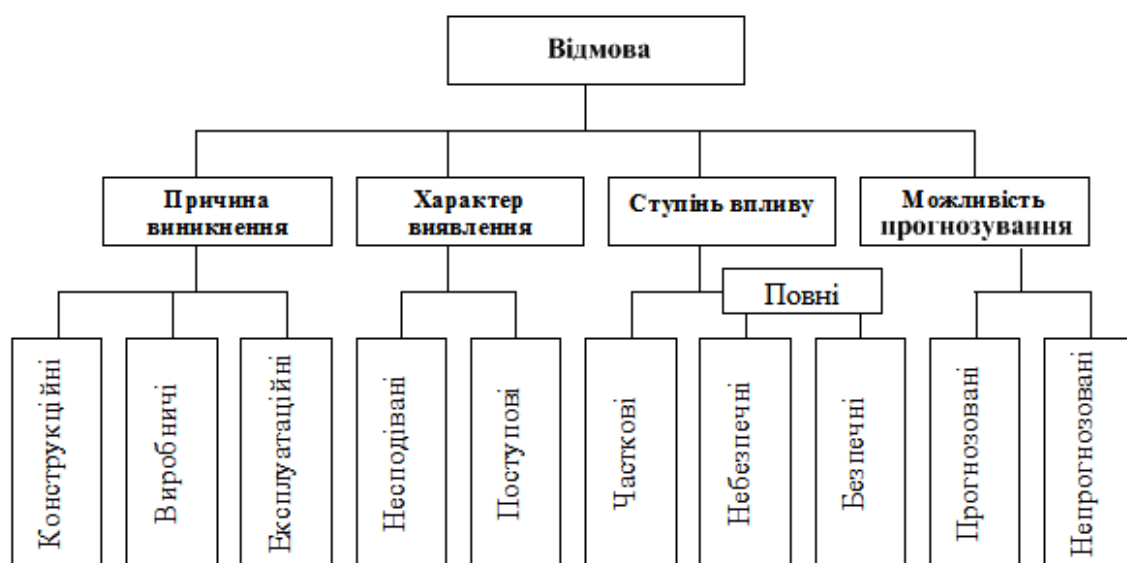 Відмова
Причина
виникнення
Характер
виявлення
Ступінь впливу
Можливість
прогнозування
Повні
Конструкційні
Виробничі
Експлуатаційні
Несподівані
Поступові
Часткові
Небезпечні
Безпечні
Прогнозовані
Непрогнозовані